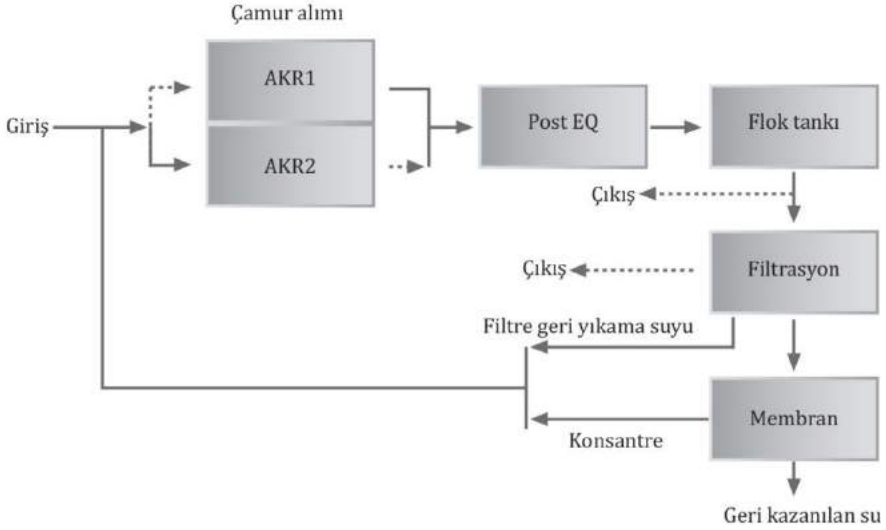 Çamur alımı
AKR1
Giriş
Post EQ
Flok tankı
AKR2
Çıkış
Çıkış
Filtrasyon
Filtre geri yıkama suyu
Membran
Konsantre
Geri kazanılan su